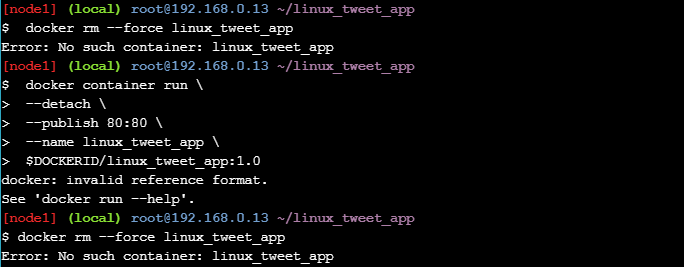 [node1] (local) root@192.168.0.13 ~/linux_tweet_app
$  docker rm --force linux_tweet_app
Error: No such container: linux_tweet_app
[node1] (local) root@192.168.0.13 ~/linux_tweet_app
$  docker container run \
>  --detach \
>  --publish 80:80 \
>  --name linux_tweet_app \
>  $DOCKERID/linux_tweet_app:1.0
docker: invalid reference format.
See 'docker run --help'.
[node1] (local) root@192.168.0.13 ~/linux_tweet_app
$ docker rm --force linux_tweet_app
Error: No such container: linux_tweet_app